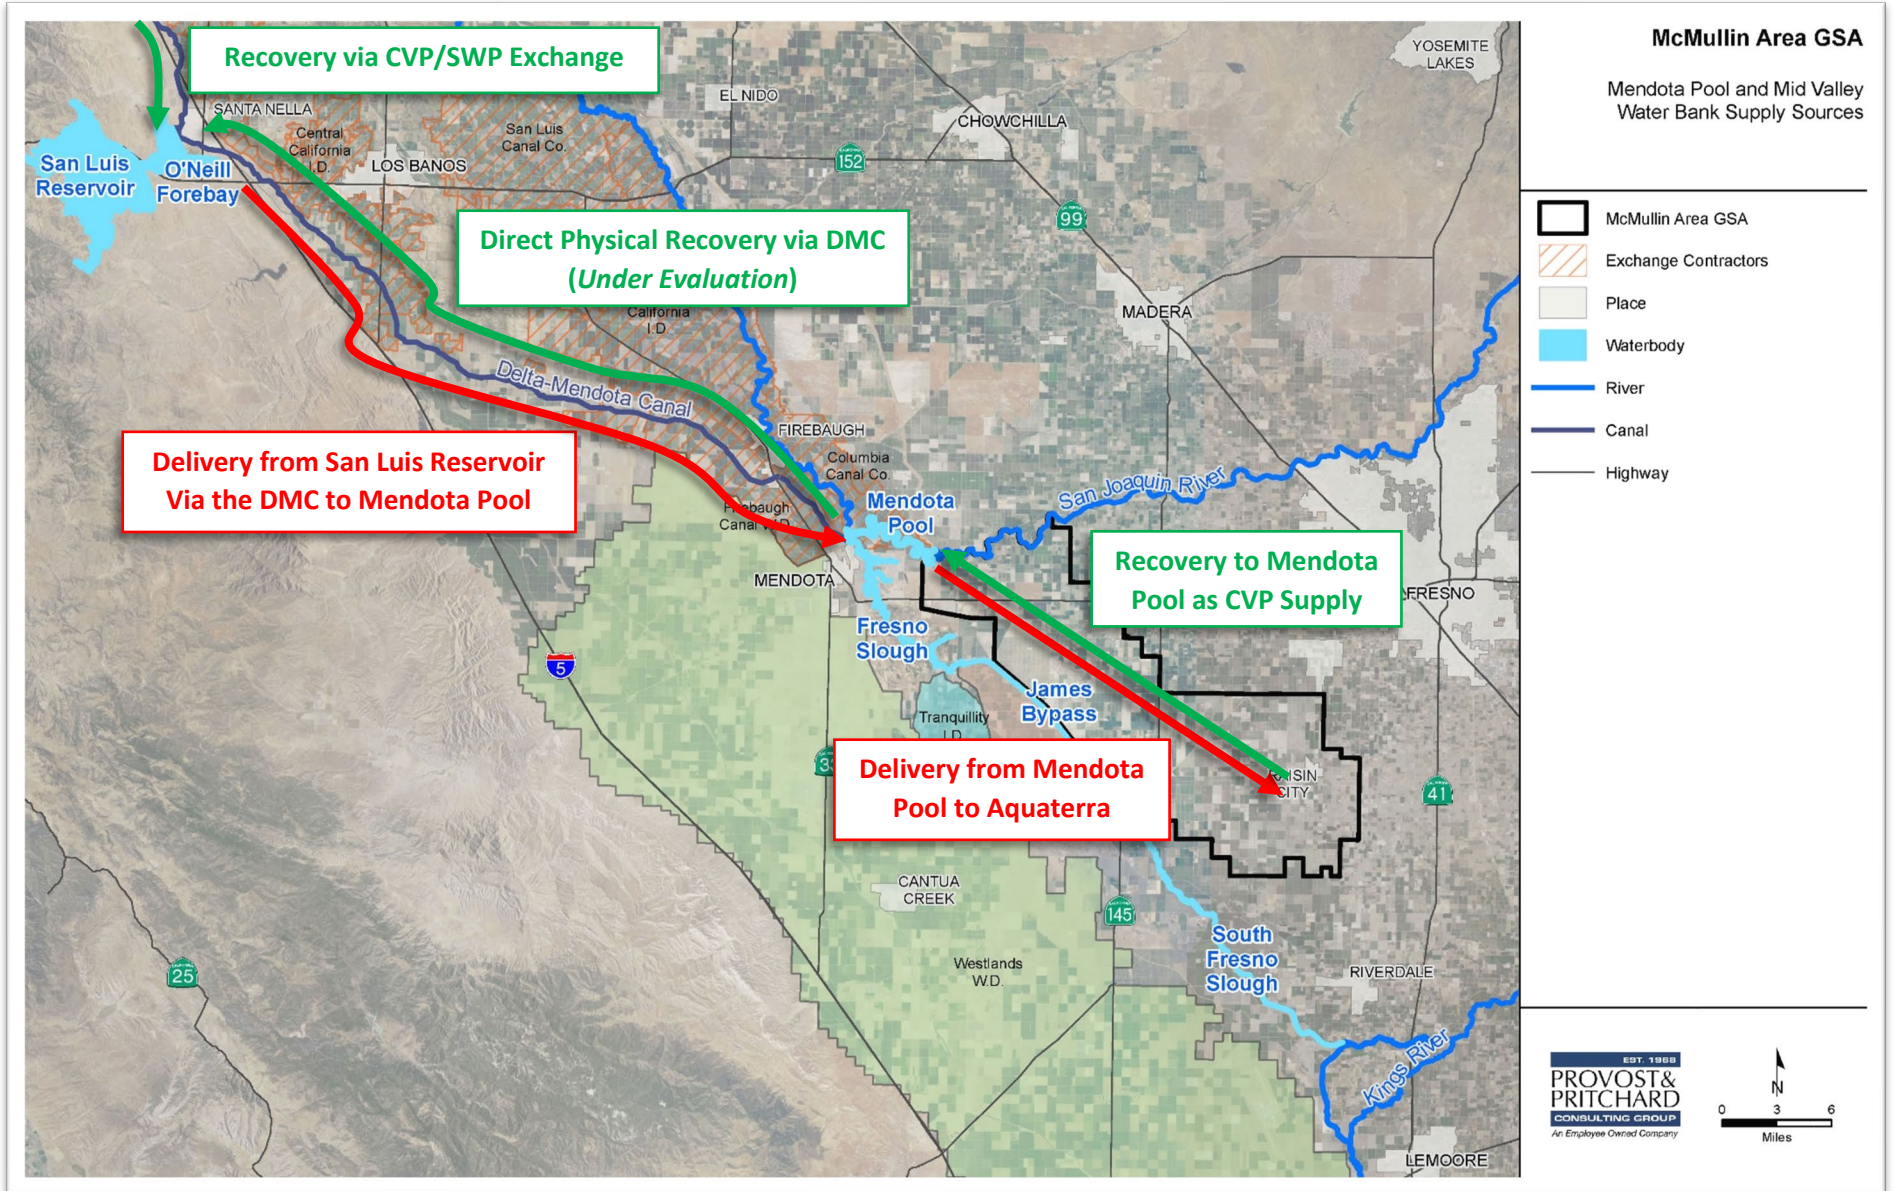 McMullin Area GSA
Mendota Pool and Mid Valley
Water Bank Supply Sources
McMullin Area GSA
Exchange Contractors
Place
Waterbody
River
Canal
Highway
EST. 1968
PROVOST&
PRITCHARD
CONSULTING GROUP
An Employee Owned Company
N
0 3 6
Miles
Recovery via CVP/SWP Exchange
YOSEMITE
LAKES
EL NIDO
SANTA NELLA
Central
California
I.D.
San Luis
Canal Co.
CHOWCHILLA
152
LOS BANOS
San Luis
Reservoir
O'Neill
Forebay
99
Direct Physical Recovery via DMC
(Under Evaluation)
California
I.D.
MADERA
Delta-Mendota Canal
FIREBAUGH
Columbia
Canal Co.
Delivery from San Luis Reservoir
Via the DMC to Mendota Pool
San Joaquin River
Mendota
Pool
Canal W.D.
MENDOTA
Recovery to Mendota
Pool as CVP Supply
FRESNO
Fresno
Slough
5
James
Bypass
Tranquillity
I.D.
33
Delivery from Mendota
Pool to Aquaterra
RAISIN
CITY
41
CANTUA
CREEK
145
South
Fresno
Slough
Westlands
W.D.
RIVERDALE
25
Kings River
LEMOORE